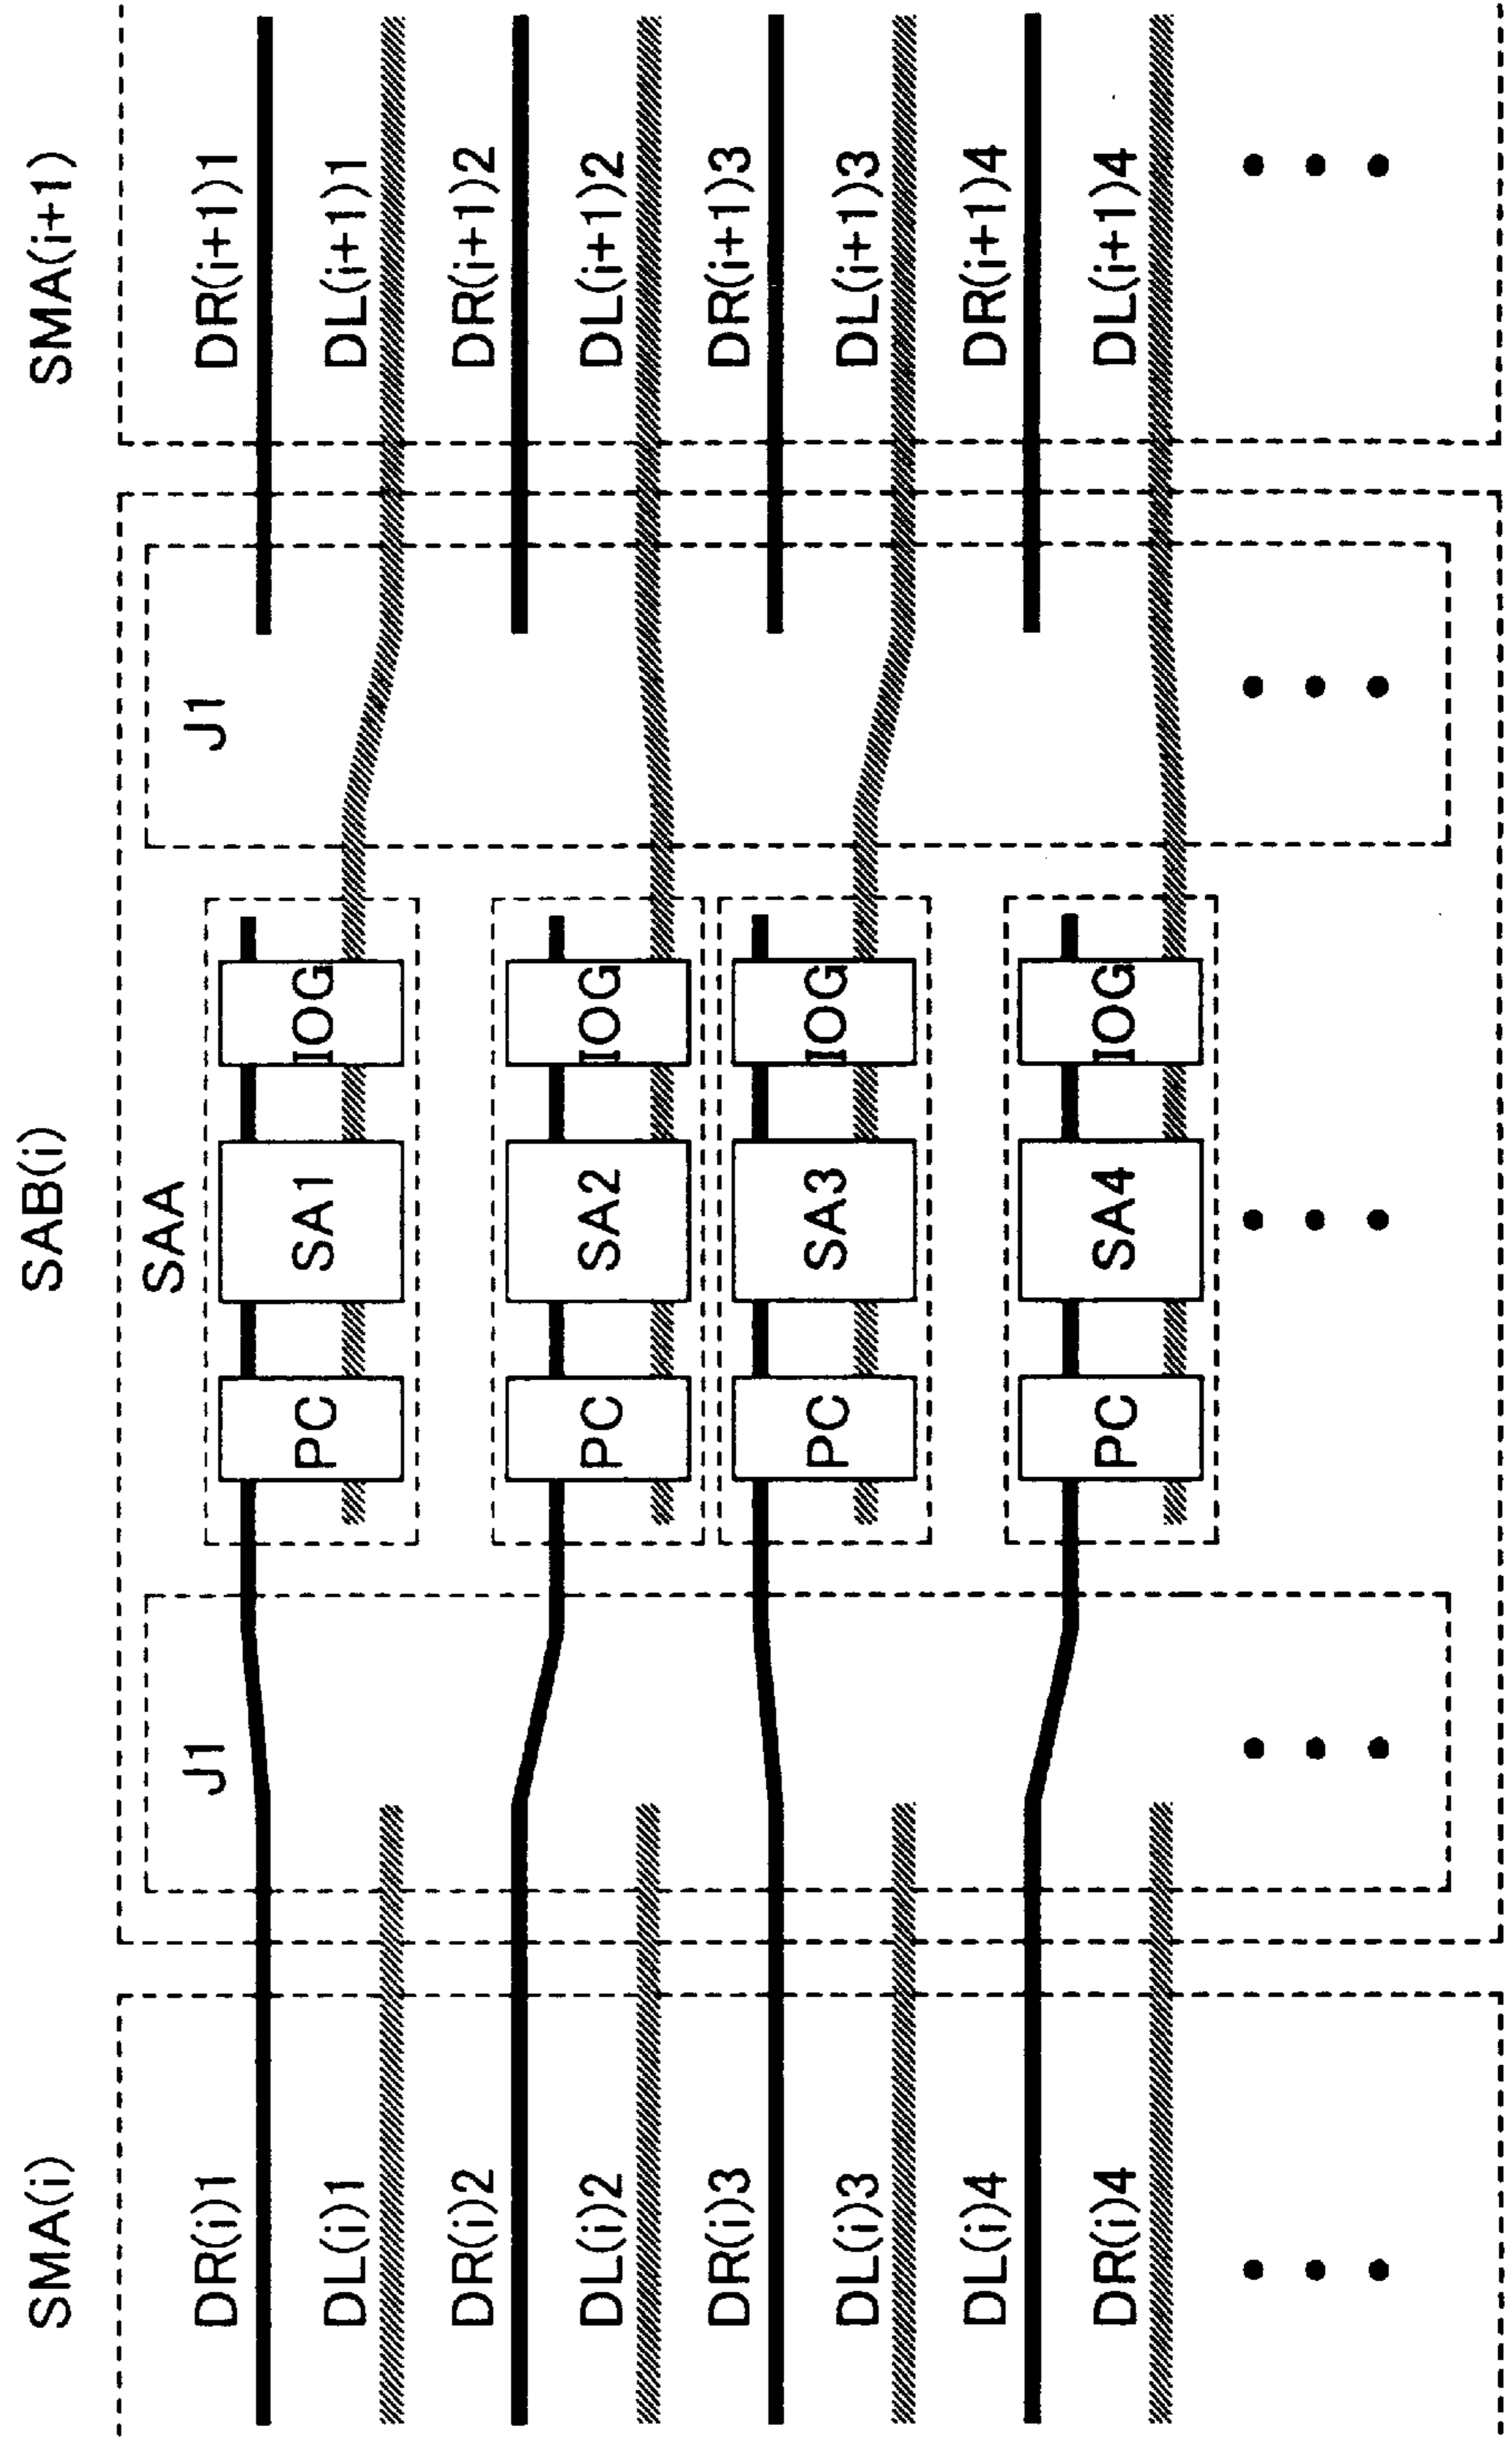 SMA(i)
SAB(i)
SMA(i+1)
SAA
J1
J1
DR(i)1
DR(i+1)1
PC
SA1
IOG
DL(i)1
DL(i+1)1
DR(i)2
DR(i+1)2
PC
SA2
IOG
DL(i)2
DL(i+1)2
DR(i)3
DR(i+1)3
PC
SA3
IOG
DL(i)3
DL(i+1)3
DL(i)4
DR(i+1)4
PC
SA4
IOG
DR(i)4
DL(i+1)4